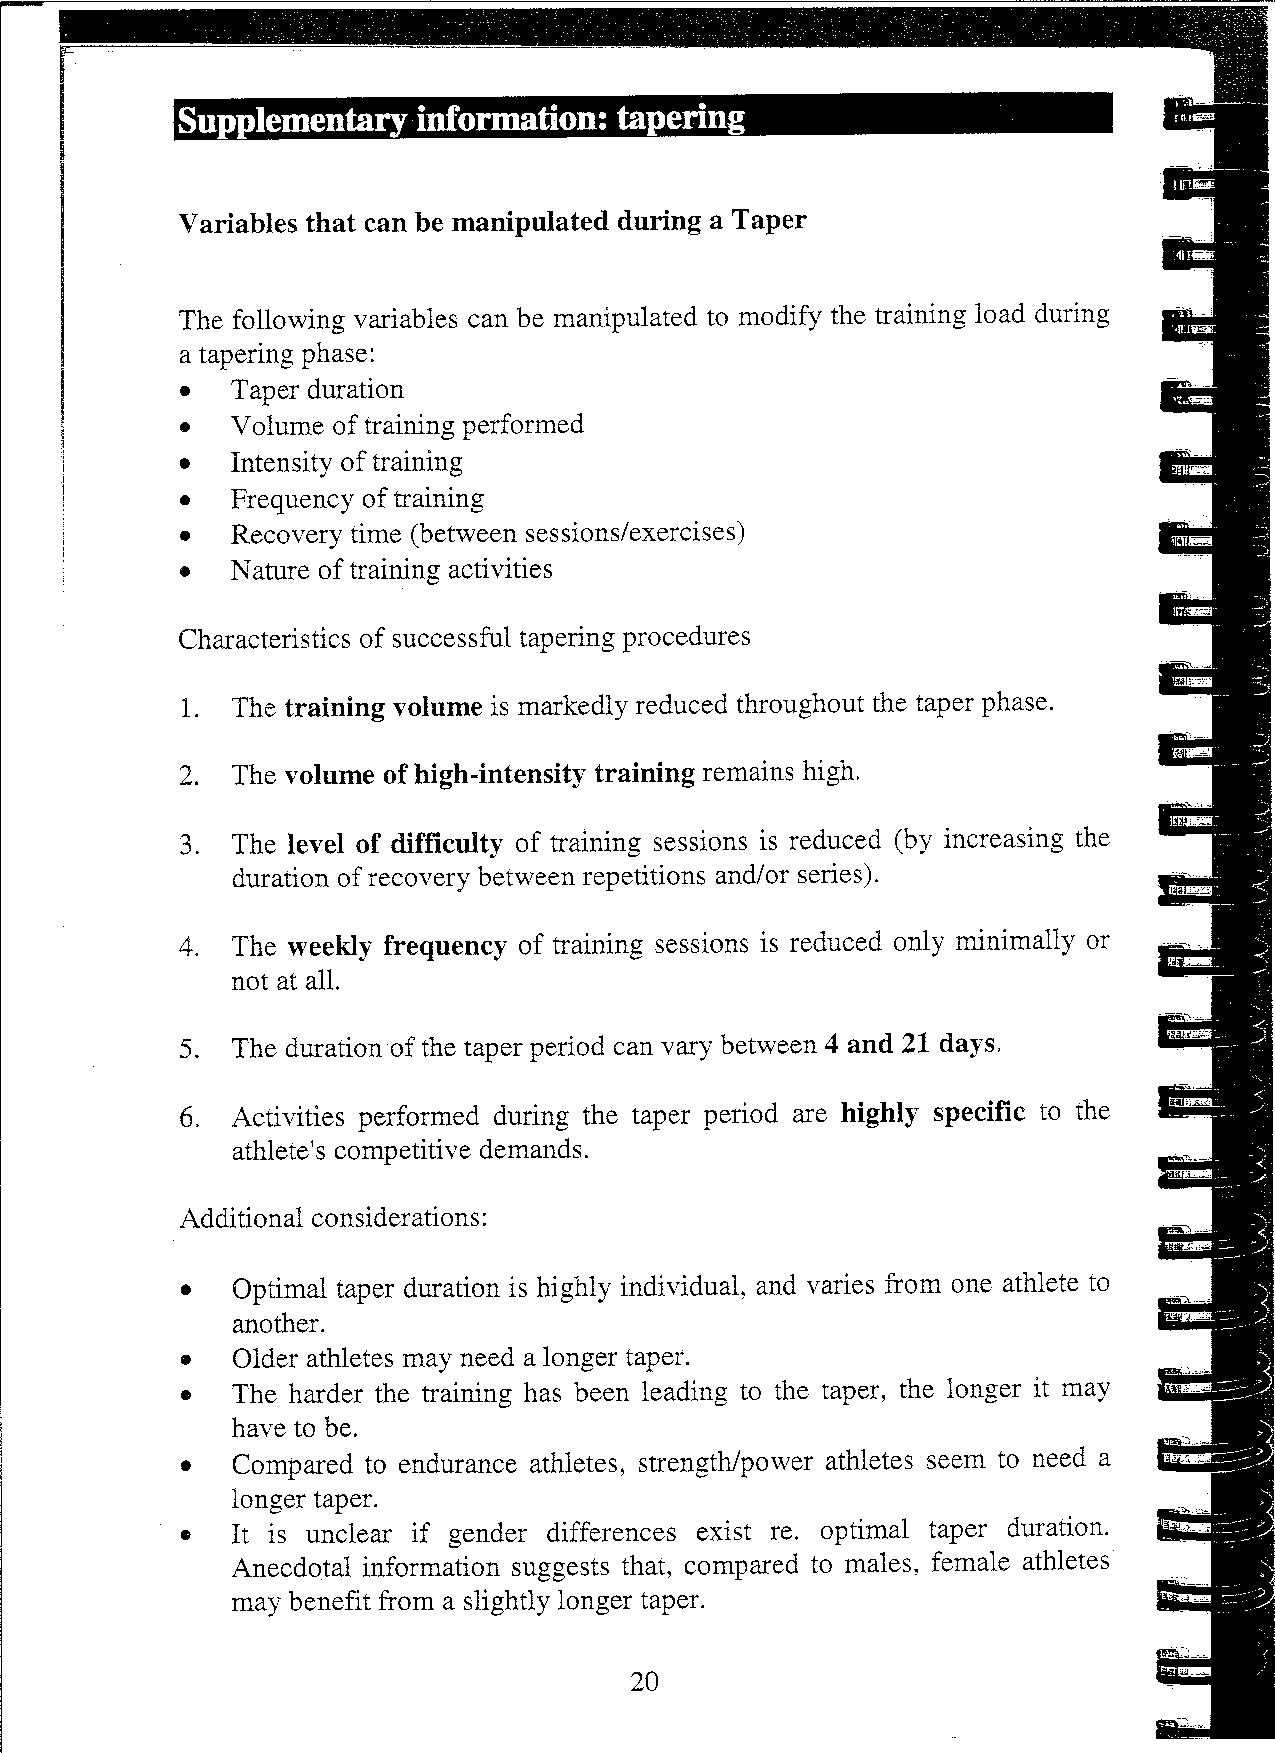 Supplementary information: tapering
Variables that can be manipulated during a Taper
The following variables can be manipulated to modify the training load during
a tapering phase:
• Taper duration
• Volume of training performed
• Intensity of training
• Frequency of training
• Recovery time (between sessions/exercises)
• Nature of training activities
Characteristics of successful tapering procedures
1. The training volume is markedly reduced throughout the taper phase.
2. The volume of high-intensity training remains high.
3. The level of difficulty of training sessions is reduced (by increasing the
duration of recovery between repetitions and/or series).
4. The weekly frequency of training sessions is reduced only minimally or
not at all.
5. The duration of the taper period can vary between 4 and 21 days.
6. Activities performed during the taper period are highly specific to the
athlete's competitive demands.
Additional considerations:
• Optimal taper duration is highly individual, and varies from one athlete to
another.
• Older athletes may need a longer taper.
• The harder the training has been leading to the taper, the longer it may
have to be.
• Compared to endurance athletes, strength/power athletes seem to need a
longer taper.
• It is unclear if gender differences exist re. optimal taper duration.
Anecdotal information suggests that, compared to males, female athletes
may benefit from a slightly longer taper.
20